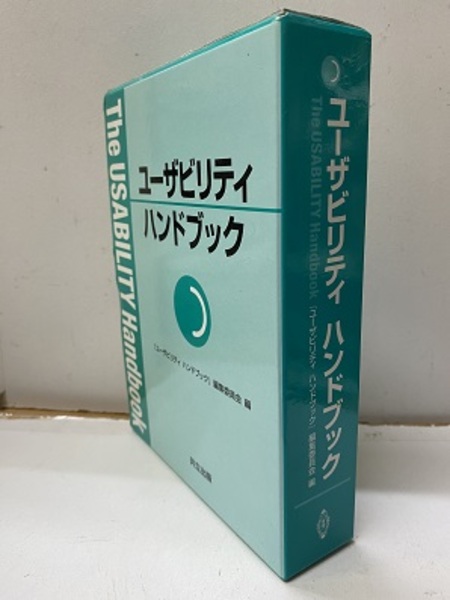 The USABILITY Handbook
ユーザビリティ
ハンドブック
『ユーザビリティ ハンドブック』編集委員会 編
共立出版
ユーザビリティ ハンドブック
The USABILITY Handbook
『ユーザビリティ ハンドブック』編集委員会 編